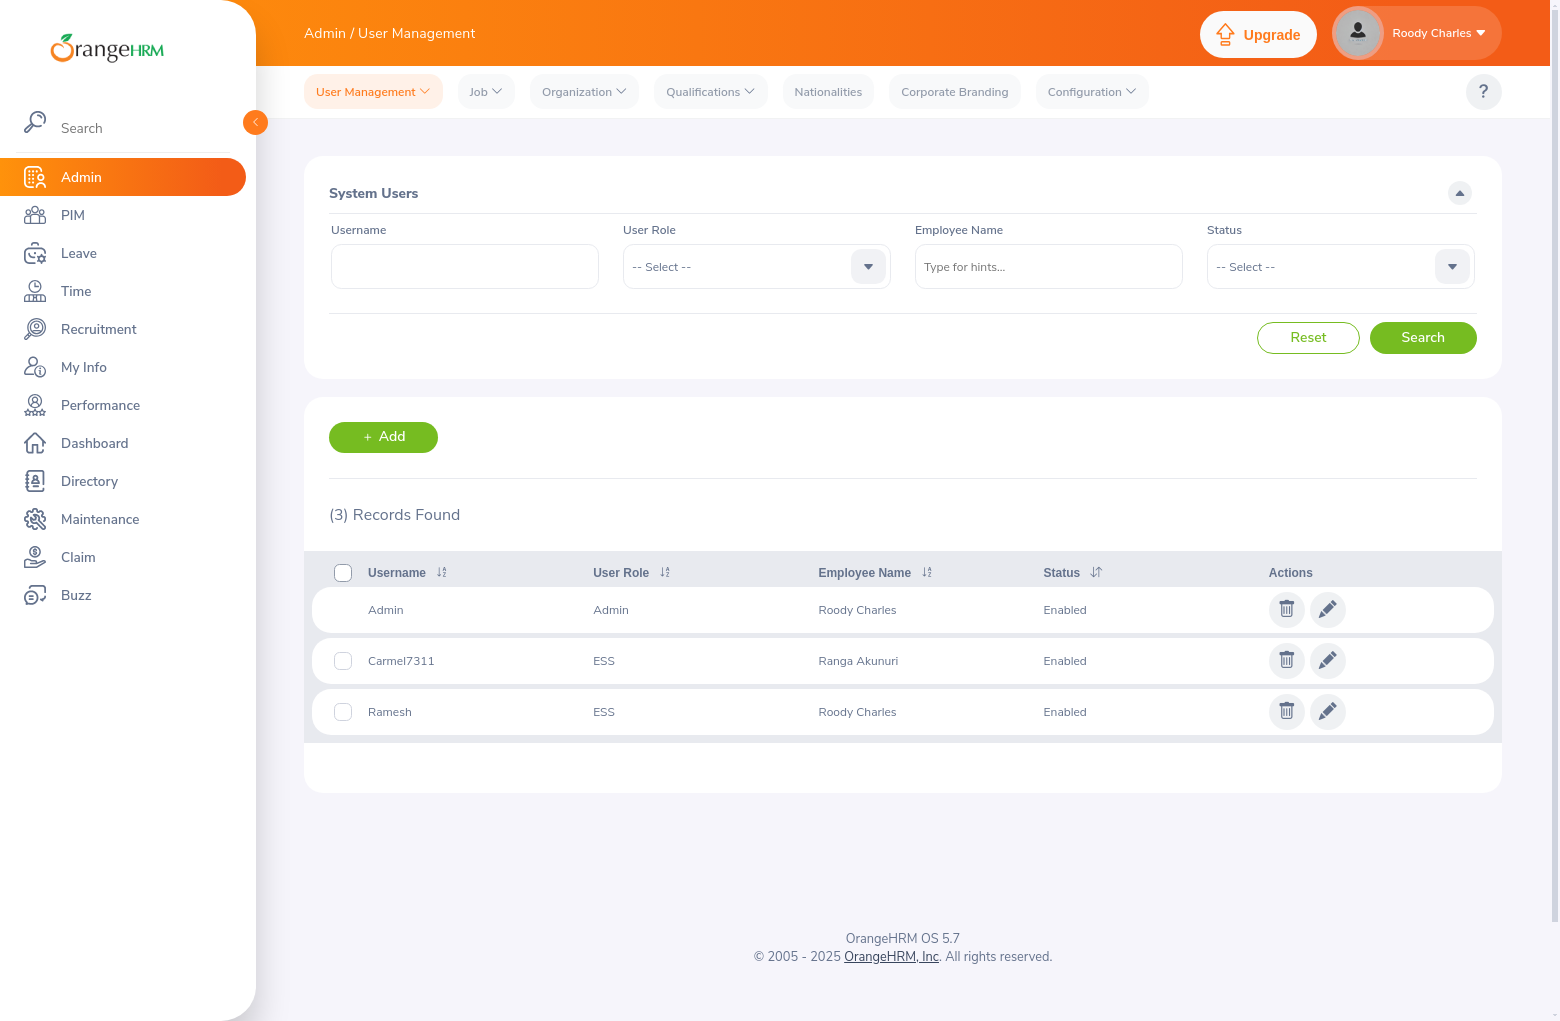 OrangeHRM
Admin / User Management
Upgrade
Roody Charles
User Management
Job
Organization
Qualifications
Nationalities
Corporate Branding
Configuration
?
Search
Admin
PIM
Leave
Time
Recruitment
My Info
Performance
Dashboard
Directory
Maintenance
Claim
Buzz
System Users
Username
User Role
Employee Name
Status
-- Select --
Type for hints...
-- Select --
Reset
Search
+ Add
(3) Records Found
Username
User Role
Employee Name
Status
Actions
Admin
Admin
Roody Charles
Enabled
Carmel7311
ESS
Ranga Akunuri
Enabled
Ramesh
ESS
Roody Charles
Enabled
OrangeHRM OS 5.7
© 2005 - 2025 OrangeHRM, Inc. All rights reserved.